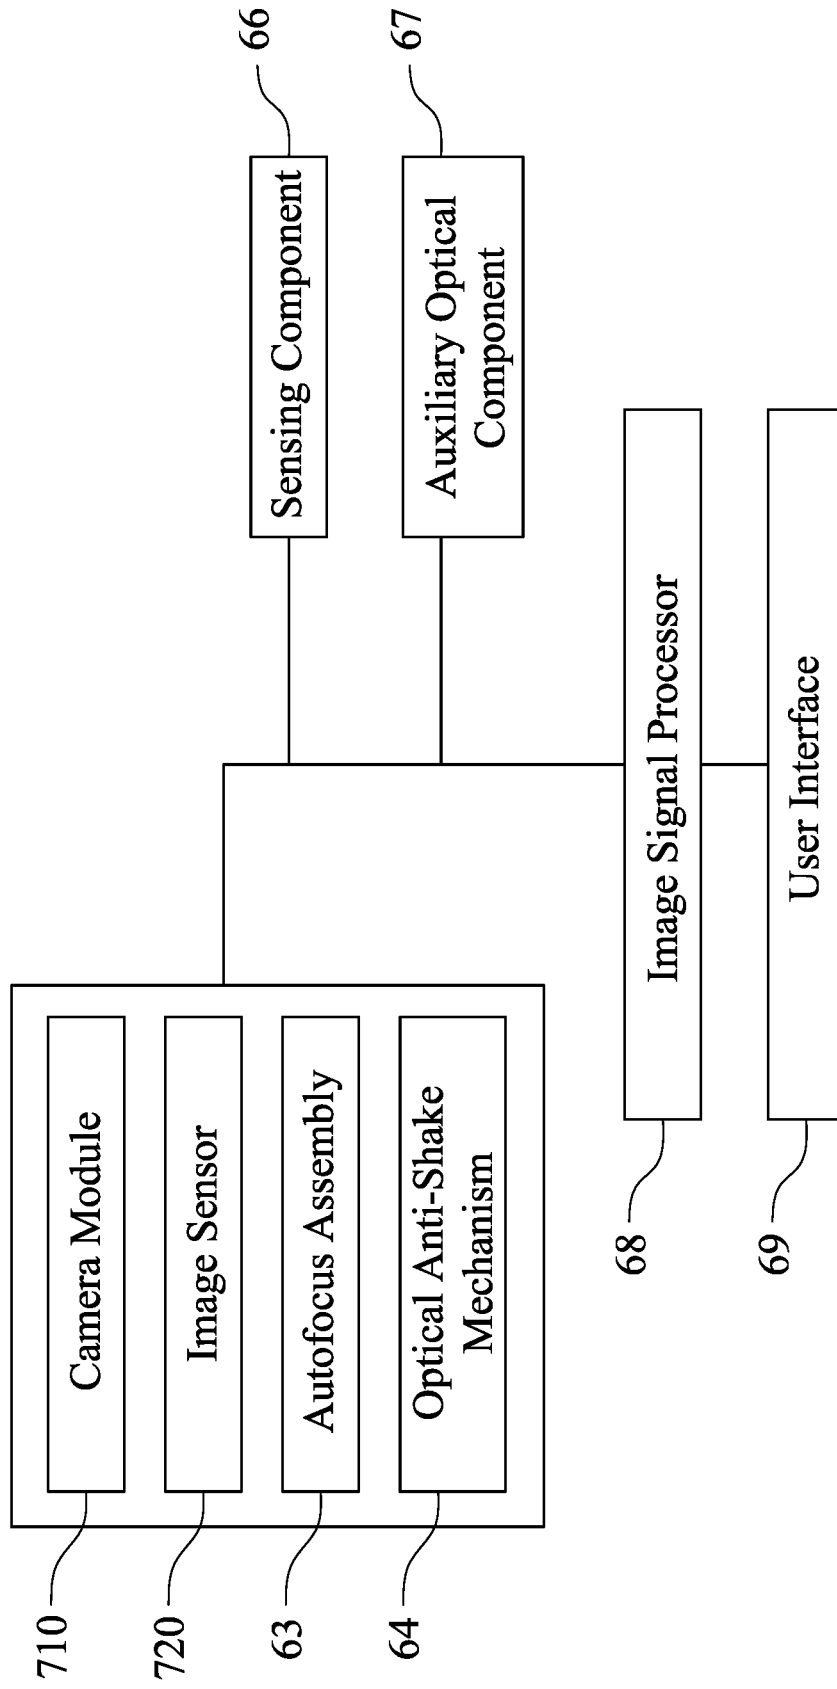 710
Camera Module
720
Image Sensor
63
Autofocus Assembly
64
Optical Anti-Shake
Mechanism
Sensing Component
66
Auxiliary Optical
Component
67
68
Image Signal Processor
69
User Interface